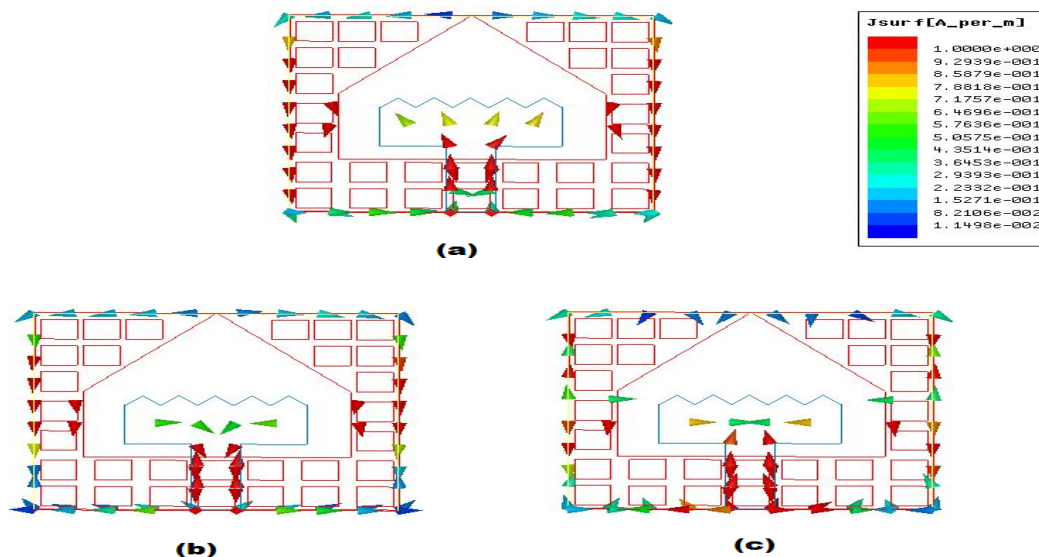 Jsurf[A_per_m]
1.0000e+000
9.2939e-001
8.5879e-001
7.8818e-001
7.1757e-001
6.4696e-001
5.7636e-001
5.0575e-001
4.3514e-001
3.6453e-001
2.9393e-001
2.2332e-001
1.5271e-001
8.2106e-002
1.1498e-002
(a)
(b)
(c)